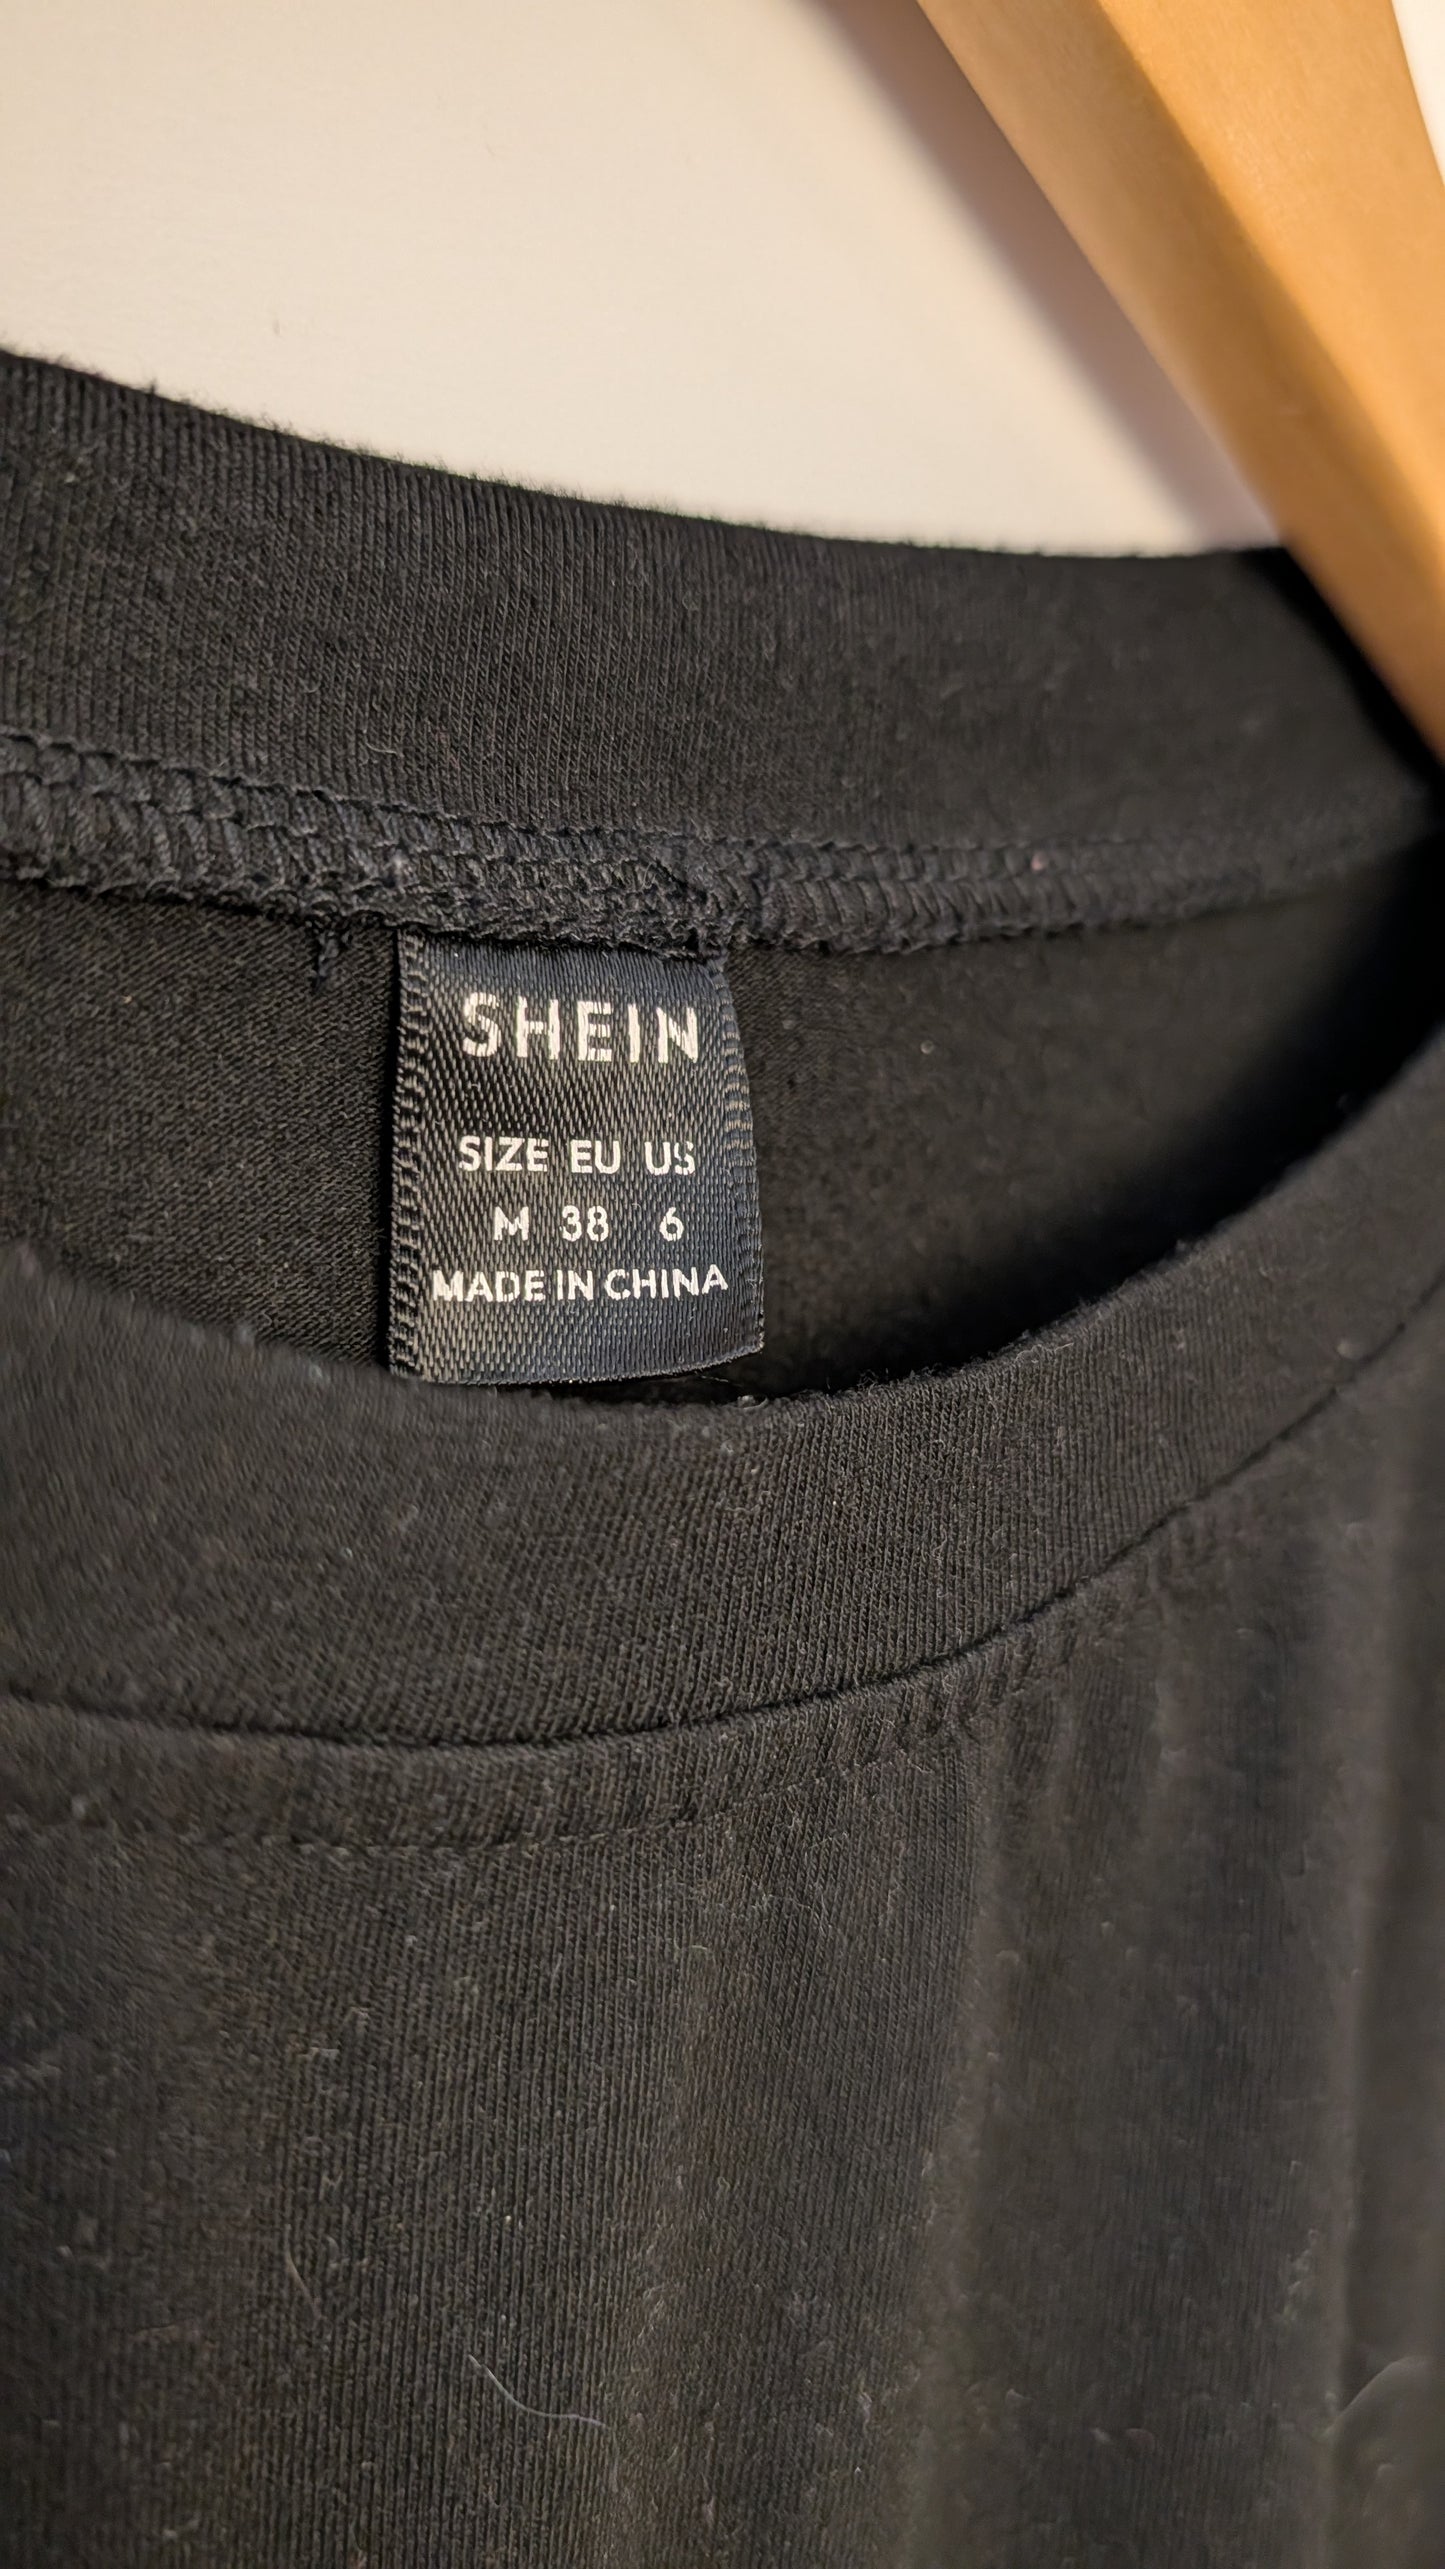 SHEIN
SIZE EU US
M 38 6
MADE IN CHINA